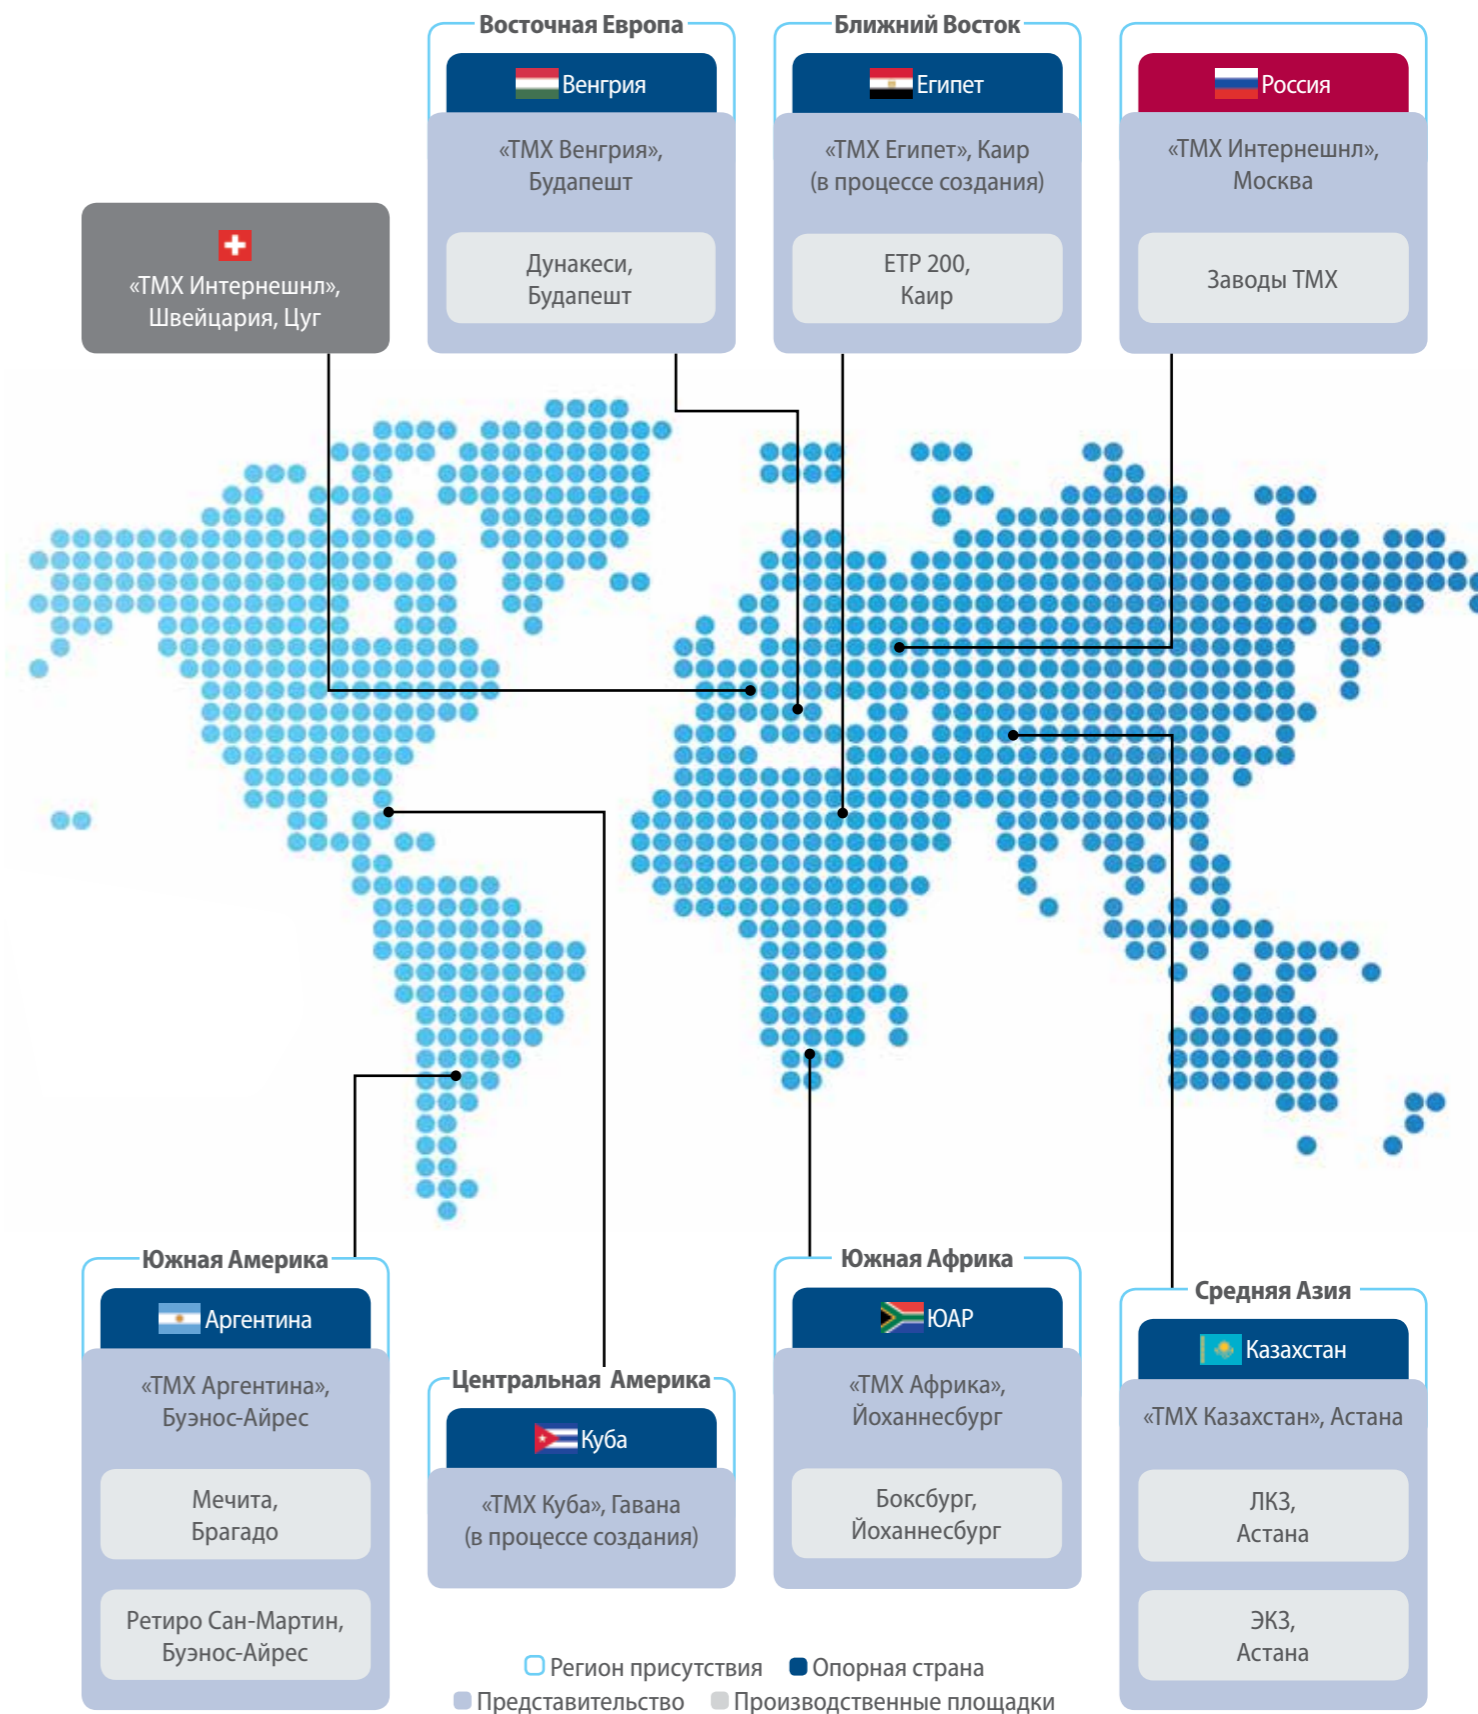 Восточная Европа
Венгрия
«ТМХ Венгрия»,
Будапешт
Дунакеси,
Будапешт
Ближний Восток
Египет
«ТМХ Египет», Каир
(в процессе создания)
ЕТР 200,
Каир
Россия
«ТМХ Интернешнл»,
Москва
Заводы ТМХ
«ТМХ Интернешнл»,
Швейцария, Цуг
Южная Америка
Аргентина
«ТМХ Аргентина»,
Буэнос-Айрес
Мечита,
Брагадо
Ретиро Сан-Мартин,
Буэнос-Айрес
Центральная Америка
Куба
«ТМХ Куба», Гавана
(в процессе создания)
Южная Африка
ЮАР
«ТМХ Африка»,
Йоханнесбург
Боксбург,
Йоханнесбург
Средняя Азия
Казахстан
«ТМХ Казахстан», Астана
ЛКЗ,
Астана
ЭКЗ,
Астана
Регион присутствия
Опорная страна
Представительство
Производственные площадки